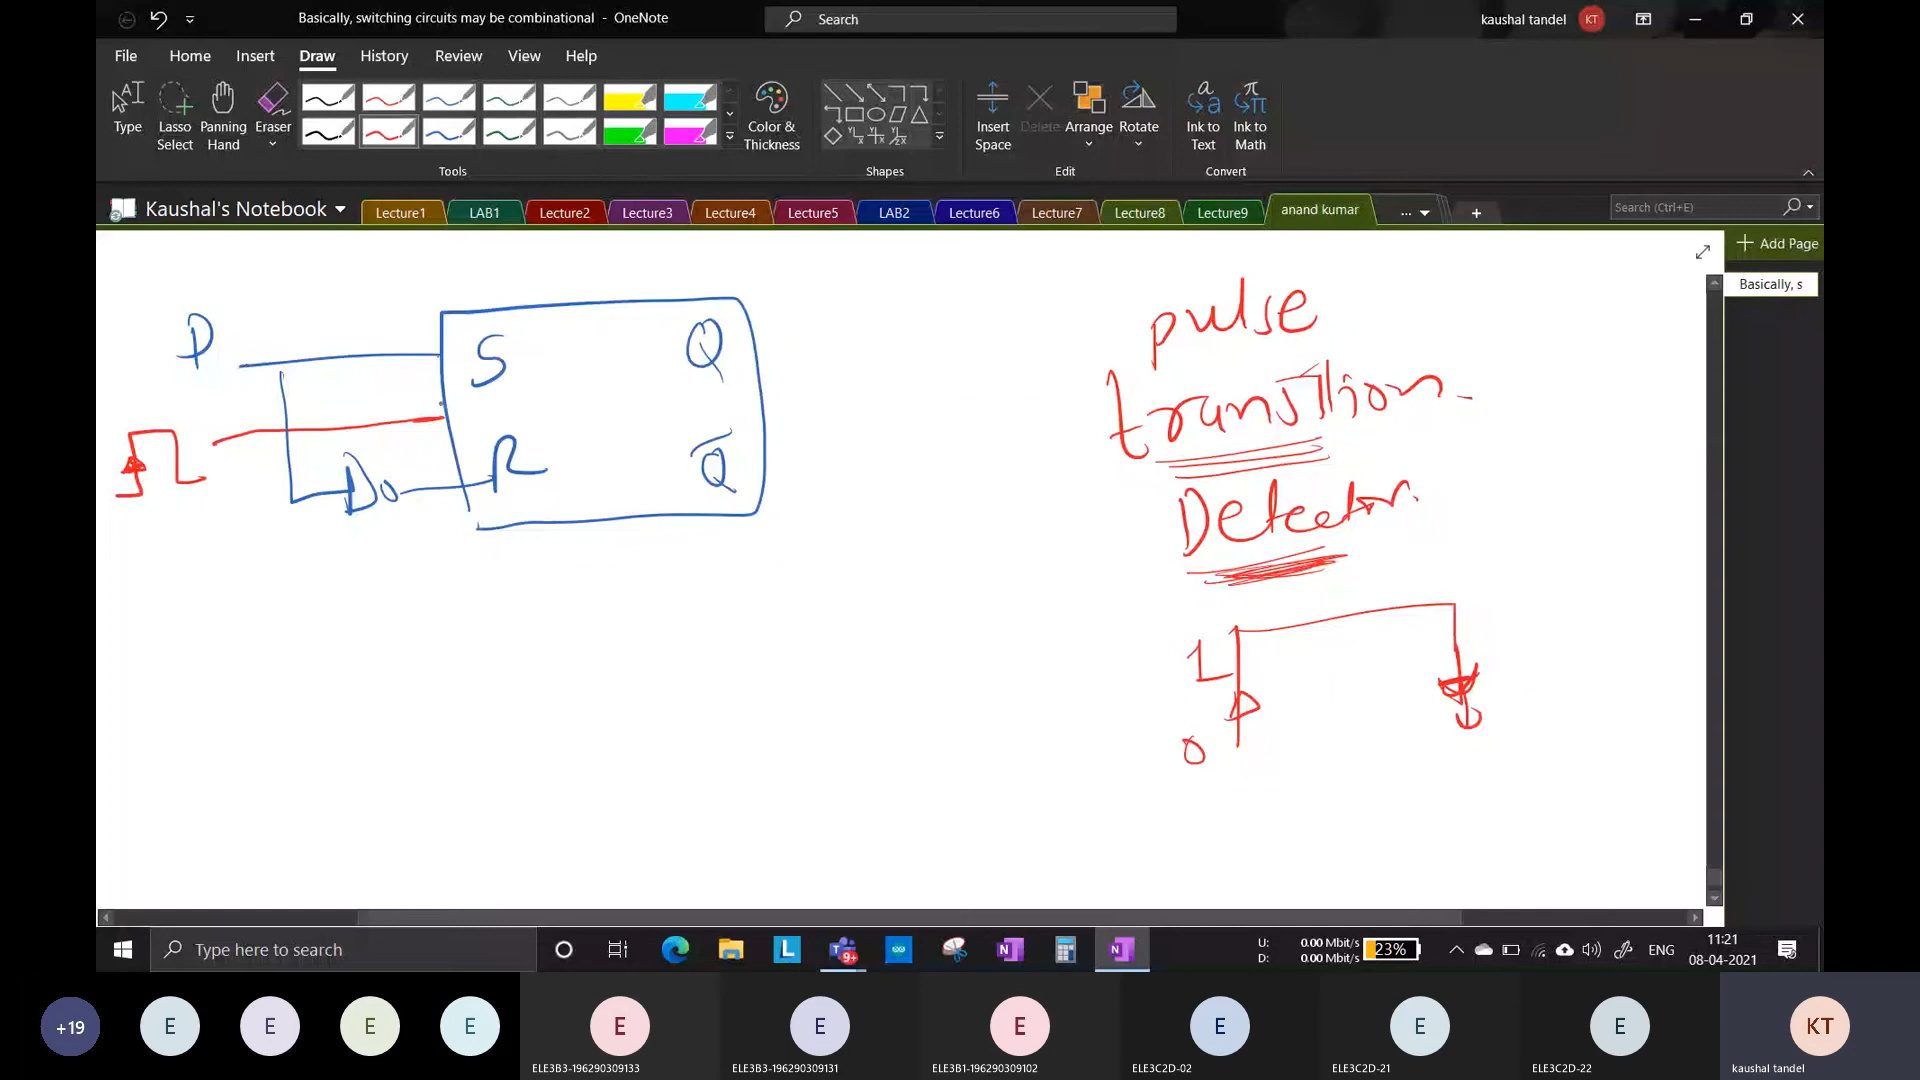 Basically, switching circuits may be combinational - OneNote
Search
kaushal tandel
KT
File Home Insert Draw History Review View Help
Type
Lasso Select
Panning Hand
Eraser
Color & Thickness
Insert Space
Delete
Arrange
Rotate
Ink to Text
Ink to Math
Tools
Shapes
Edit
Convert
Kaushal's Notebook
Lecture1 LAB1 Lecture2 Lecture3 Lecture4 Lecture5 LAB2 Lecture6 Lecture7 Lecture8 Lecture9 anand kumar ...
Search (Ctrl+E)
Add Page
Basically, s
D
S Q
R Q̅
pulse
transition
Detector
1
0
Type here to search
9+
U: 0.00 Mbit/s
D: 0.00 Mbit/s
23%
ENG
11:21
08-04-2021
+19 E E E E E E E E E E KT
ELE3B3-196290309133
ELE3B3-196290309131
ELE3B1-196290309102
ELE3C2D-02
ELE3C2D-21
ELE3C2D-22
kaushal tandel